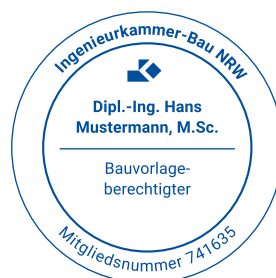 Ingenieurkammer-Bau NRW
Dipl.-Ing. Hans
Mustermann, M.Sc.
Bauvorlage-
berechtigter
Mitgliedsnummer 741635